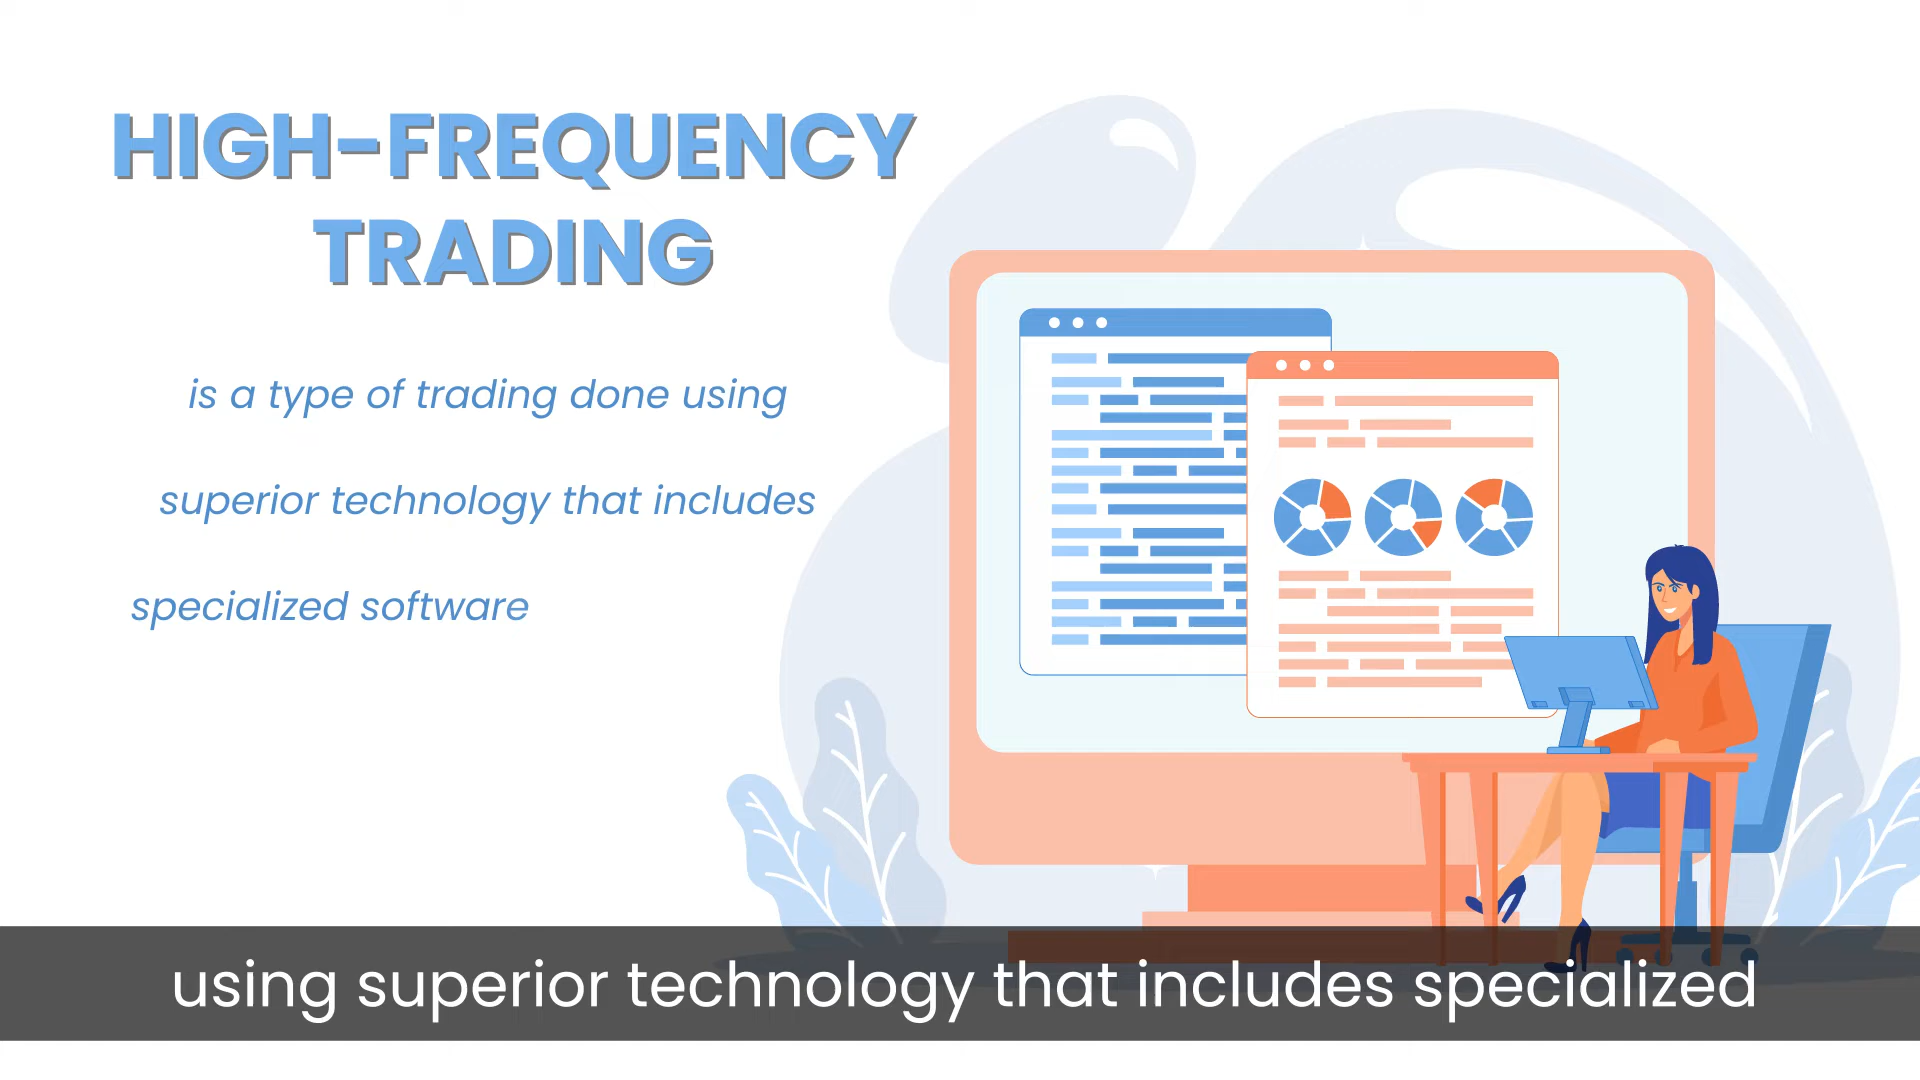 HIGH-FREQUENCY
TRADING
is a type of trading done using
superior technology that includes
specialized software
using superior technology that includes specialized